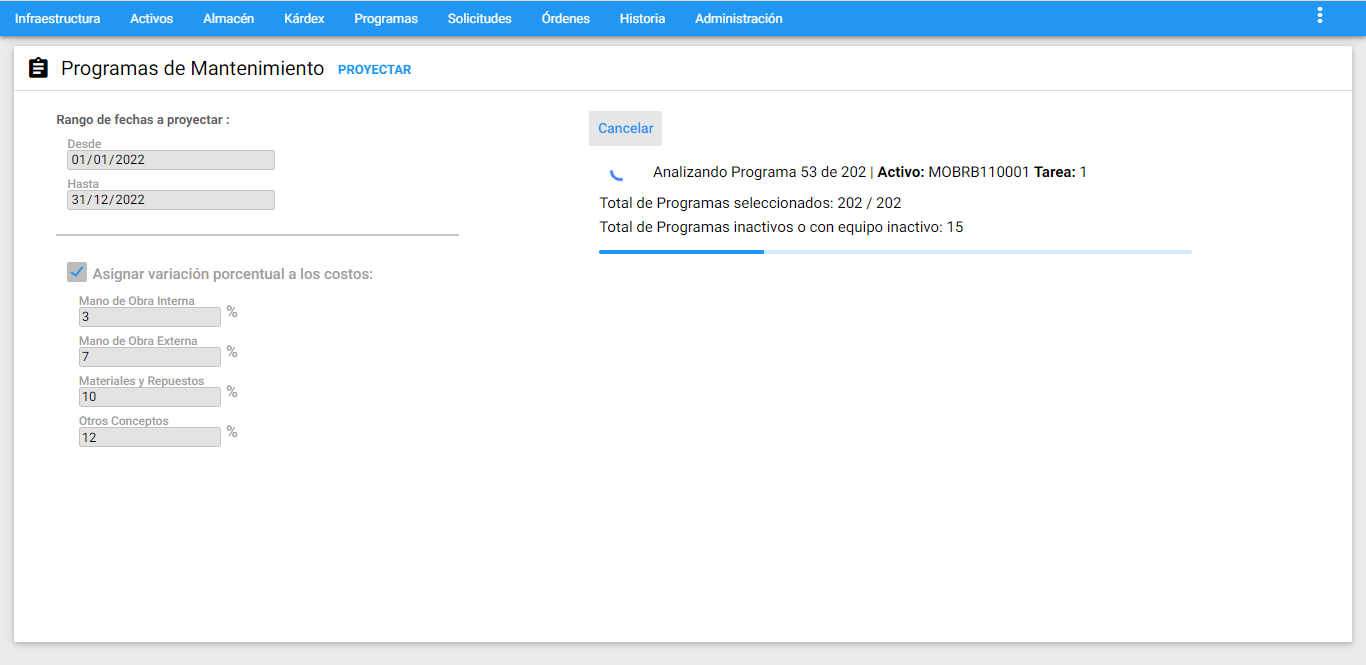 Infraestructura Activos Almacén Kárdex Programas Solicitudes Órdenes Historia Administración
Programas de Mantenimiento PROYECTAR
Rango de fechas a proyectar :
Desde
01/01/2022
Hasta
31/12/2022
Asignar variación porcentual a los costos:
Mano de Obra Interna
3 %
Mano de Obra Externa
7 %
Materiales y Repuestos
10 %
Otros Conceptos
12 %
Cancelar
Analizando Programa 53 de 202 | Activo: MOBRB110001 Tarea: 1
Total de Programas seleccionados: 202 / 202
Total de Programas inactivos o con equipo inactivo: 15